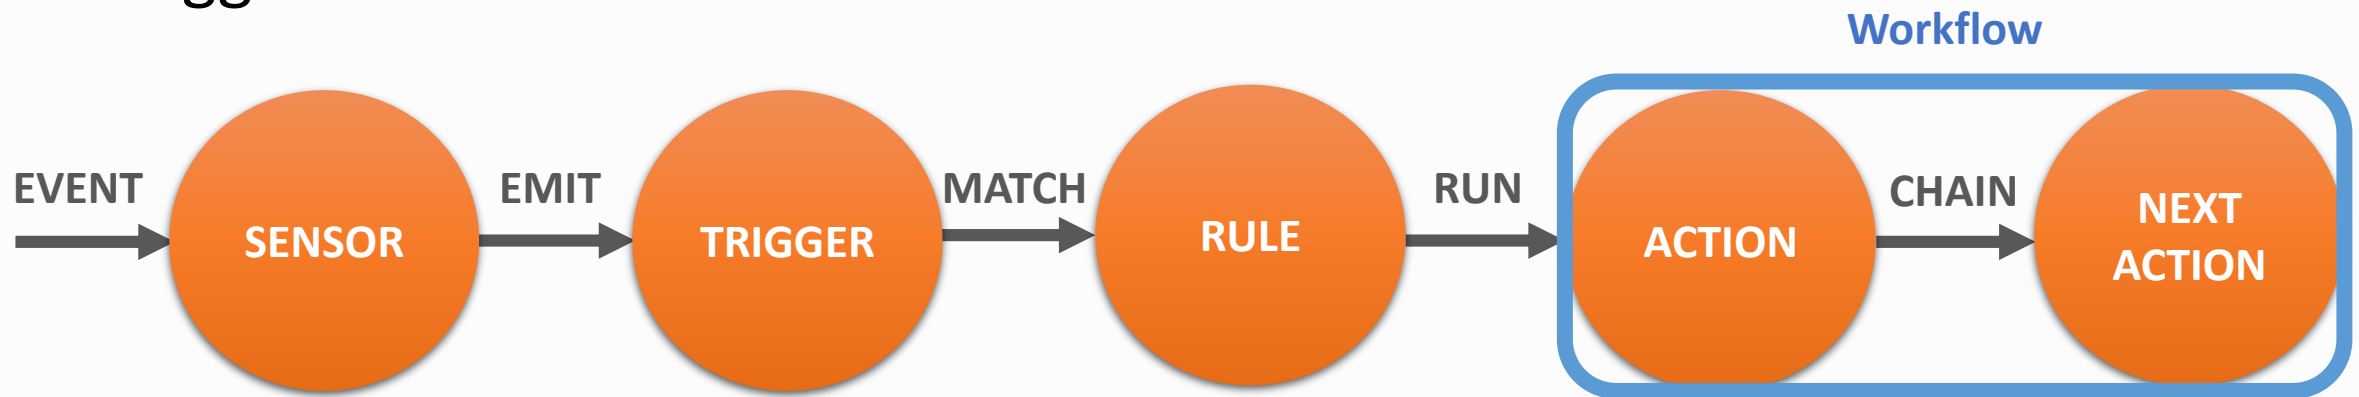 Workflow
EVENT
SENSOR
EMIT
TRIGGER
MATCH
RULE
RUN
ACTION
CHAIN
NEXT
ACTION